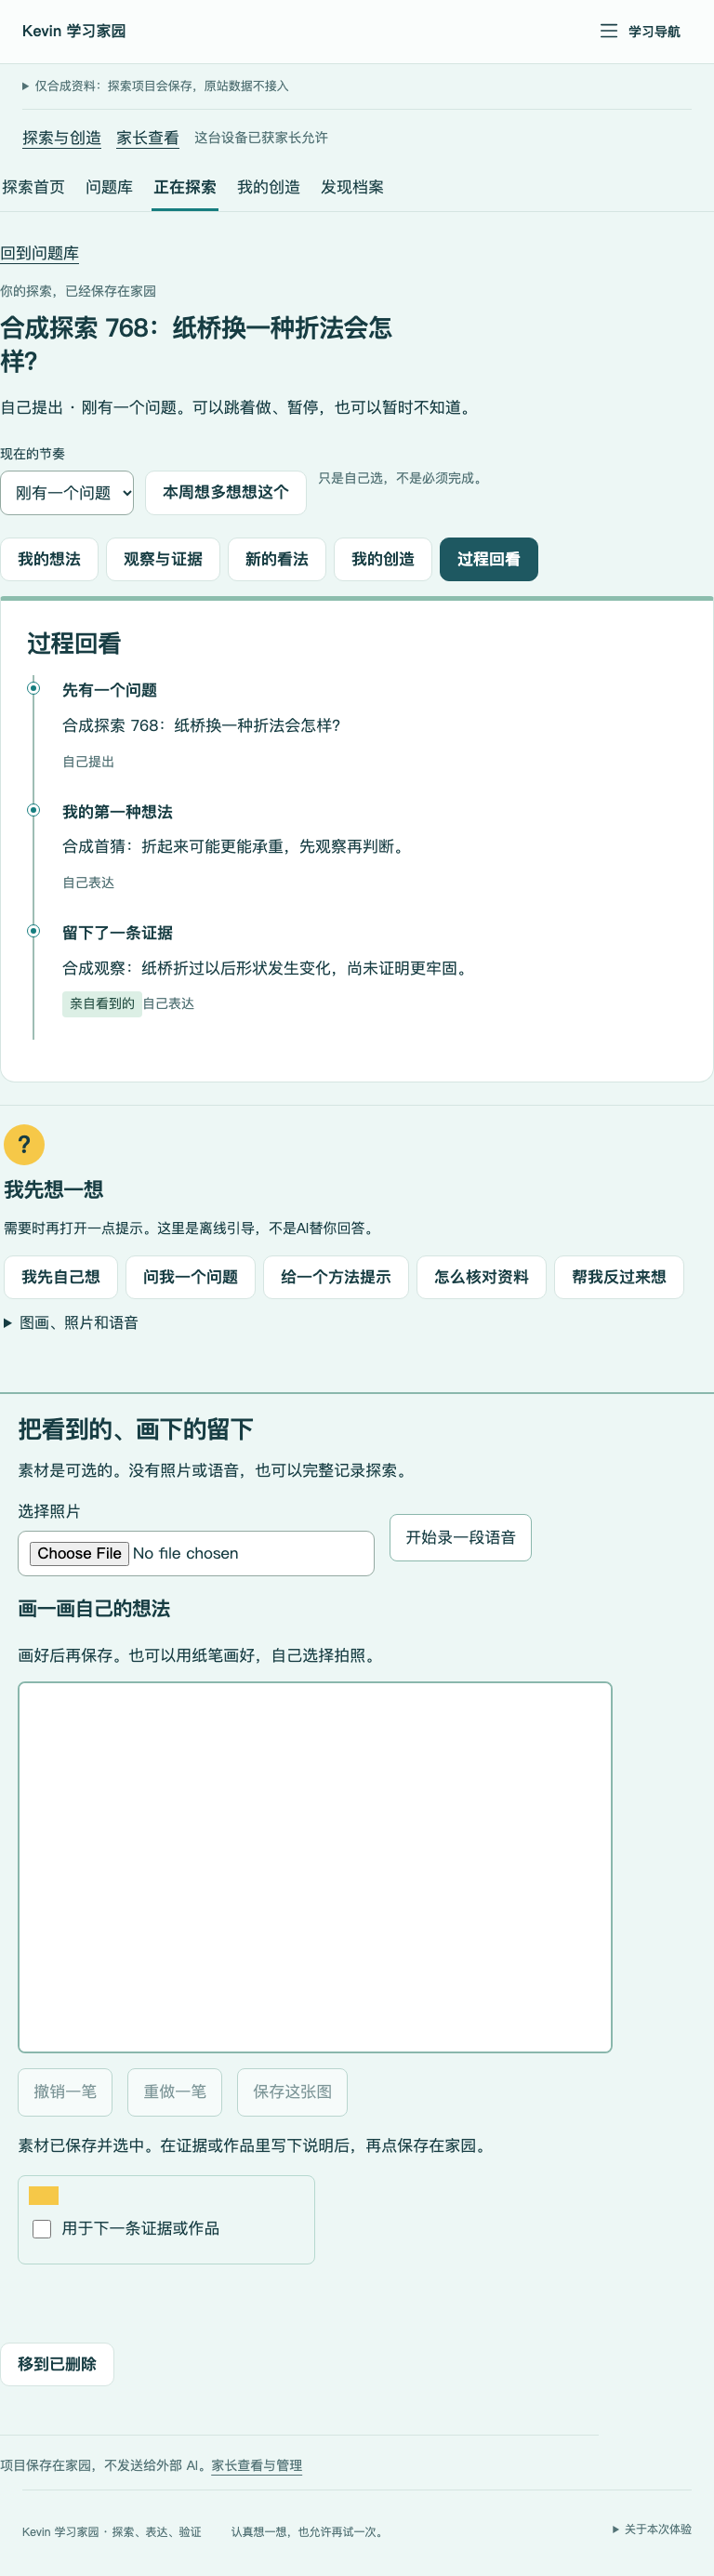 Kevin 学习家园
学习导航
仅合成资料：探索项目会保存，原站数据不接入
探索与创造 家长查看 这台设备已获家长允许
探索首页 问题库 正在探索 我的创造 发现档案
回到问题库
你的探索，已经保存在家园
合成探索 768：纸桥换一种折法会怎
样？
自己提出 · 刚有一个问题。可以跳着做、暂停，也可以暂时不知道。
现在的节奏
刚有一个问题 本周想多想想这个 只是自己选，不是必须完成。
我的想法 观察与证据 新的看法 我的创造 过程回看
过程回看
先有一个问题
合成探索 768：纸桥换一种折法会怎样？
自己提出
我的第一种想法
合成首猜：折起来可能更能承重，先观察再判断。
自己表达
留下了一条证据
合成观察：纸桥折过以后形状发生变化，尚未证明更牢固。
亲自看到的 自己表达
?
我先想一想
需要时再打开一点提示。这里是离线引导，不是AI替你回答。
我先自己想 问我一个问题 给一个方法提示 怎么核对资料 帮我反过来想
图画、照片和语音
把看到的、画下的留下
素材是可选的。没有照片或语音，也可以完整记录探索。
选择照片
Choose File No file chosen 开始录一段语音
画一画自己的想法
画好后再保存。也可以用纸笔画好，自己选择拍照。
撤销一笔 重做一笔 保存这张图
素材已保存并选中。在证据或作品里写下说明后，再点保存在家园。
用于下一条证据或作品
移到已删除
项目保存在家园，不发送给外部 AI。家长查看与管理
Kevin 学习家园 · 探索、表达、验证 认真想一想，也允许再试一次。 关于本次体验